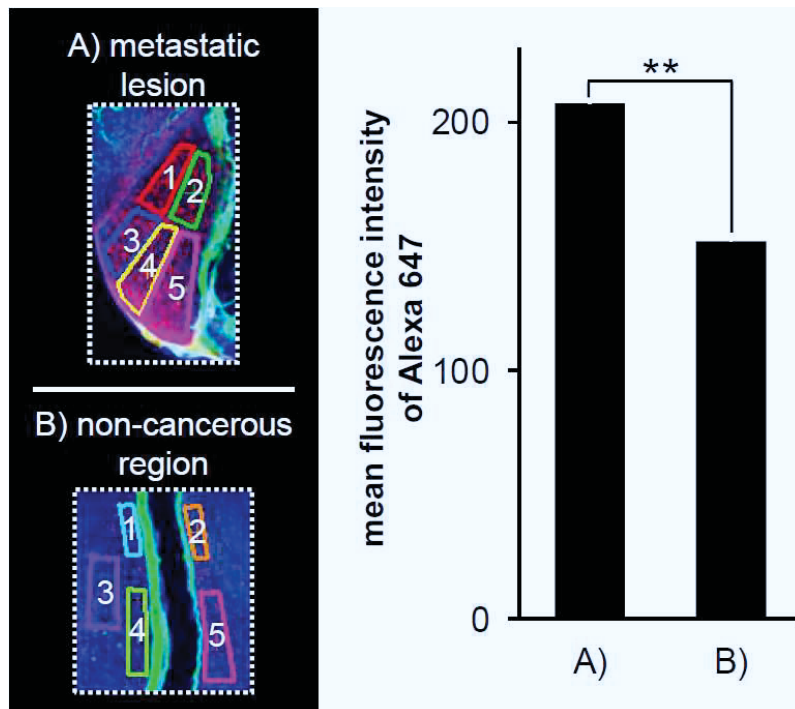 A) metastatic
lesion
1
2
3
4
5
B) non-cancerous
region
1
2
3
4
5
mean fluorescence intensity
of Alexa 647
**
200
100
0
A)
B)